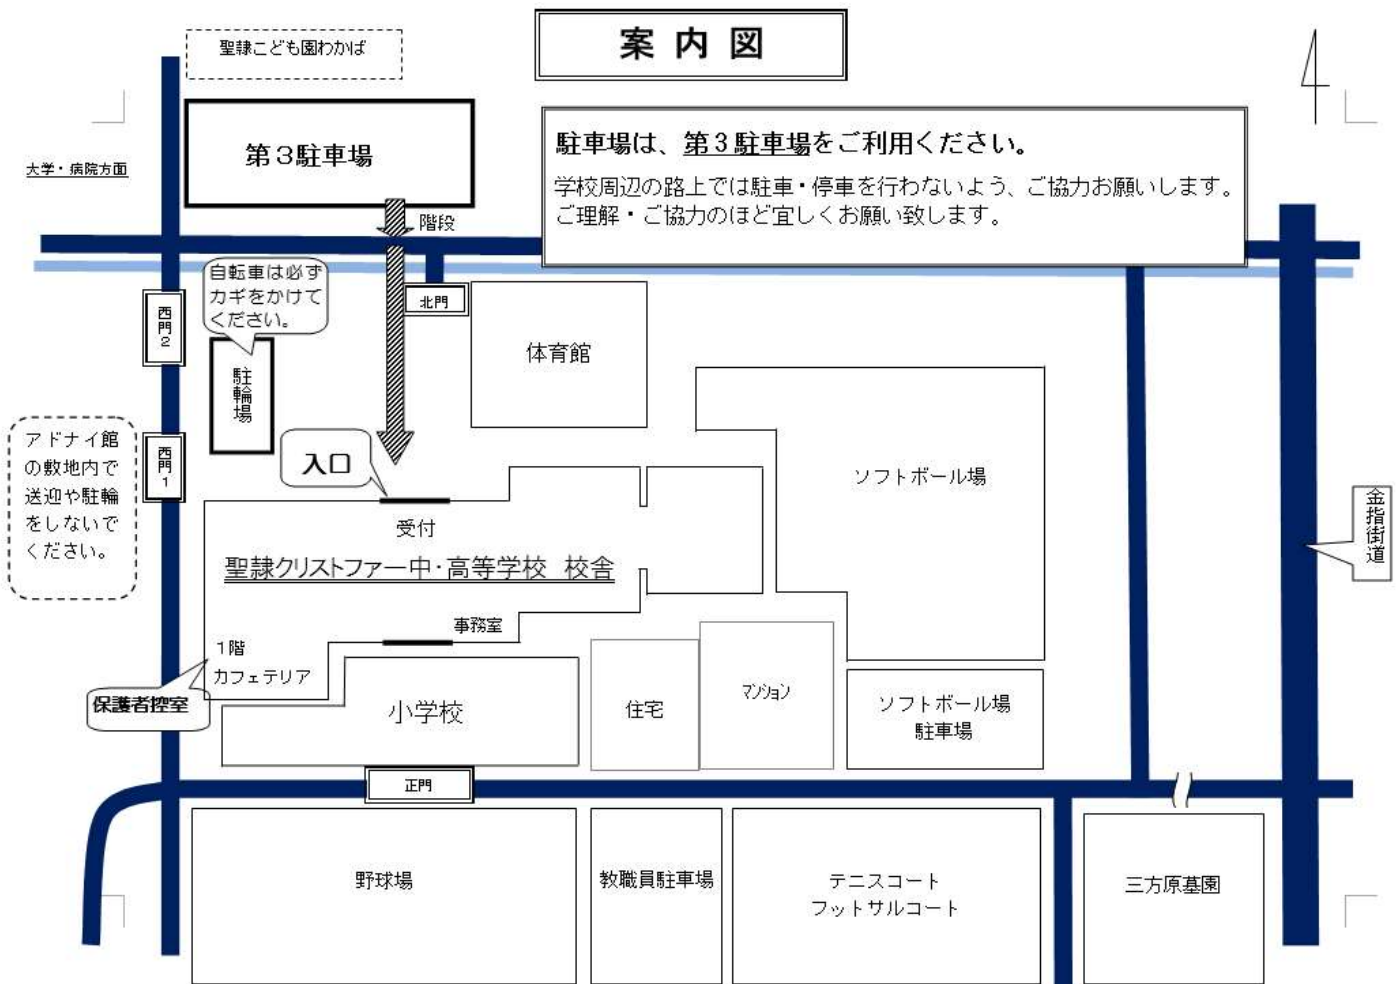 案内図
聖隷こども園わかば
第３駐車場
大学・病院方面
駐車場は、第３駐車場をご利用ください。
学校周辺の路上では駐車・停車を行わないよう、ご協力お願いします。
ご理解・ご協力のほど宜しくお願い致します。
階段
自転車は必ず
カギをかけて
ください。
北門
西門2
体育館
駐輪場
アドナイ館
の敷地内で
送迎や駐輪
をしないで
ください。
西門1
入口
ソフトボール場
金指街道
受付
聖隷クリストファー中・高等学校　校舎
事務室
1階
カフェテリア
保護者控室
小学校
住宅
マンション
ソフトボール場
駐車場
正門
野球場
教職員駐車場
テニスコート
フットサルコート
三方原墓園